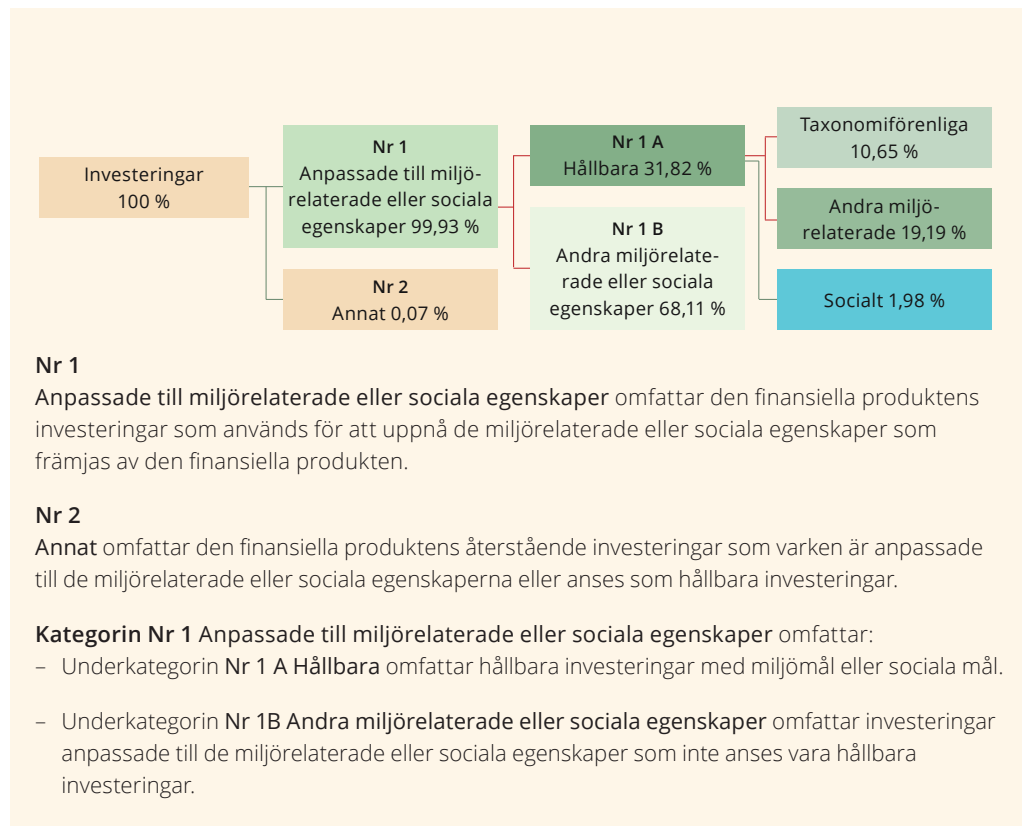 Investeringar
100 %
Nr 1
Anpassade till miljö-
relaterade eller sociala
egenskaper 99,93 %
Nr 2
Annat 0,07 %
Nr 1 A
Hållbara 31,82 %
Nr 1 B
Andra miljörelate-
rade eller sociala
egenskaper 68,11 %
Taxonomiförenliga
10,65 %
Andra miljö-
relaterade 19,19 %
Socialt 1,98 %
Nr 1
Anpassade till miljörelaterade eller sociala egenskaper omfattar den finansiella produktens
investeringar som används för att uppnå de miljörelaterade eller sociala egenskaper som
främjas av den finansiella produkten.
Nr 2
Annat omfattar den finansiella produktens återstående investeringar som varken är anpassade
till de miljörelaterade eller sociala egenskaperna eller anses som hållbara investeringar.
Kategorin Nr 1 Anpassade till miljörelaterade eller sociala egenskaper omfattar:
– Underkategorin Nr 1 A Hållbara omfattar hållbara investeringar med miljömål eller sociala mål.
– Underkategorin Nr 1B Andra miljörelaterade eller sociala egenskaper omfattar investeringar
anpassade till de miljörelaterade eller sociala egenskaper som inte anses vara hållbara
investeringar.